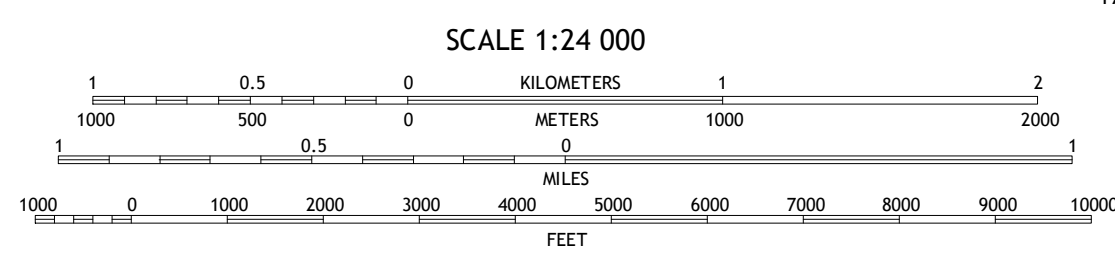 SCALE 1:24 000
1 0.5 0 KILOMETERS 1 2
1000 500 0 METERS 1000 2000
1 0.5 0 1
MILES
1000 0 1000 2000 3000 4000 5000 6000 7000 8000 9000 10000
FEET